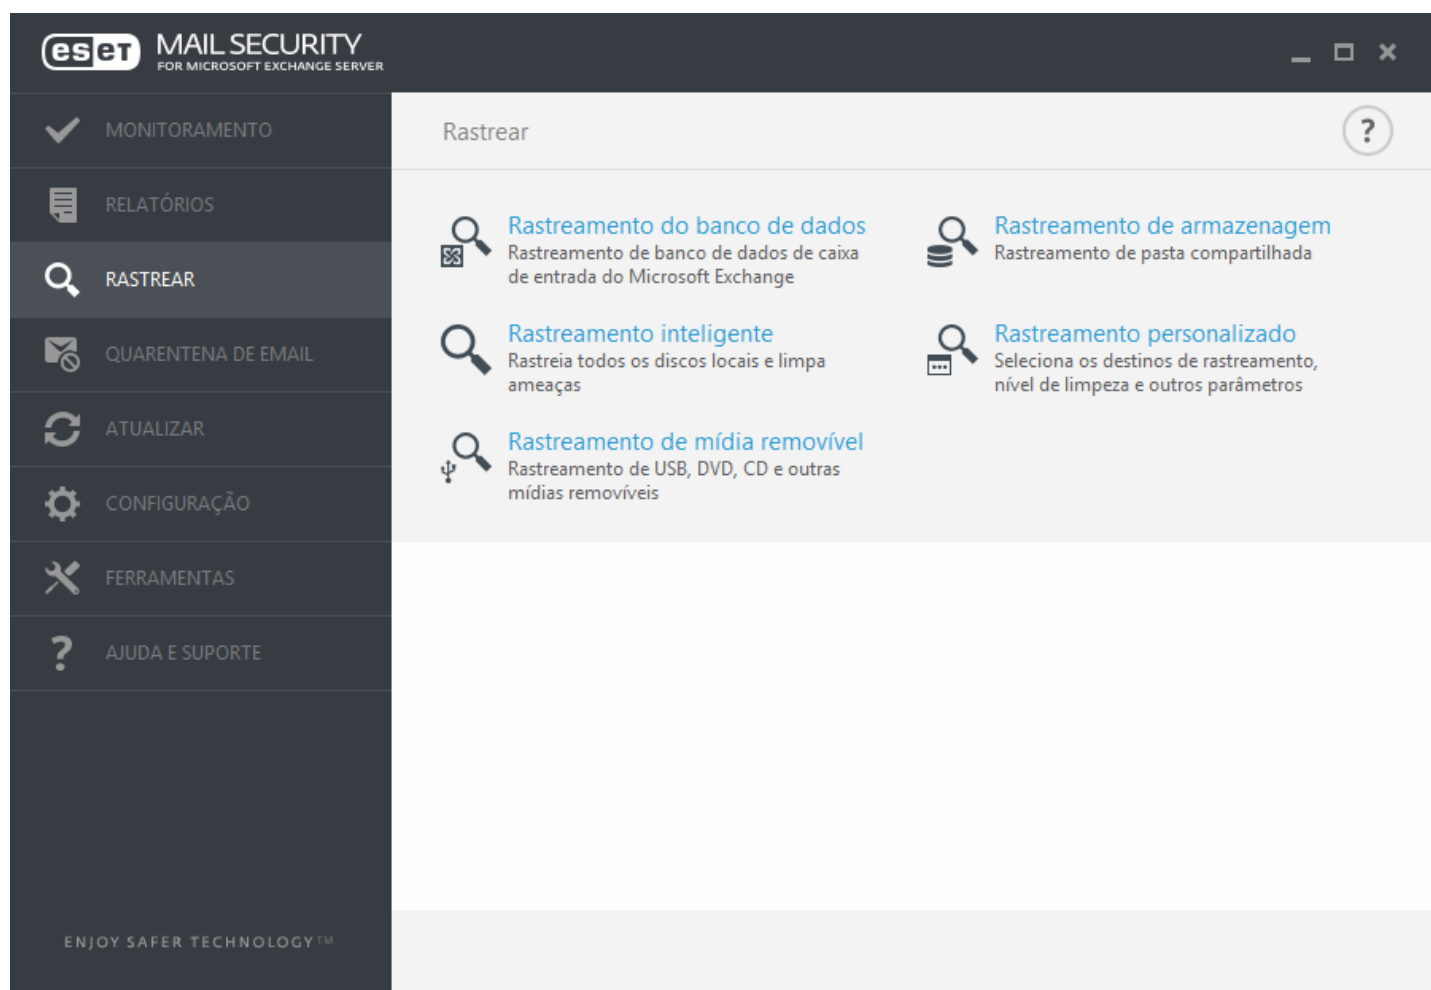 eset MAIL SECURITY
FOR MICROSOFT EXCHANGE SERVER
MONITORAMENTO
RELATÓRIOS
RASTREAR
QUARENTENA DE EMAIL
ATUALIZAR
CONFIGURAÇÃO
FERRAMENTAS
AJUDA E SUPORTE
ENJOY SAFER TECHNOLOGY™
Rastrear
?
Rastreamento do banco de dados
Rastreamento de banco de dados de caixa
de entrada do Microsoft Exchange
Rastreamento de armazenagem
Rastreamento de pasta compartilhada
Rastreamento inteligente
Rastreia todos os discos locais e limpa
ameaças
Rastreamento personalizado
Seleciona os destinos de rastreamento,
nível de limpeza e outros parâmetros
Rastreamento de mídia removível
Rastreamento de USB, DVD, CD e outras
mídias removíveis